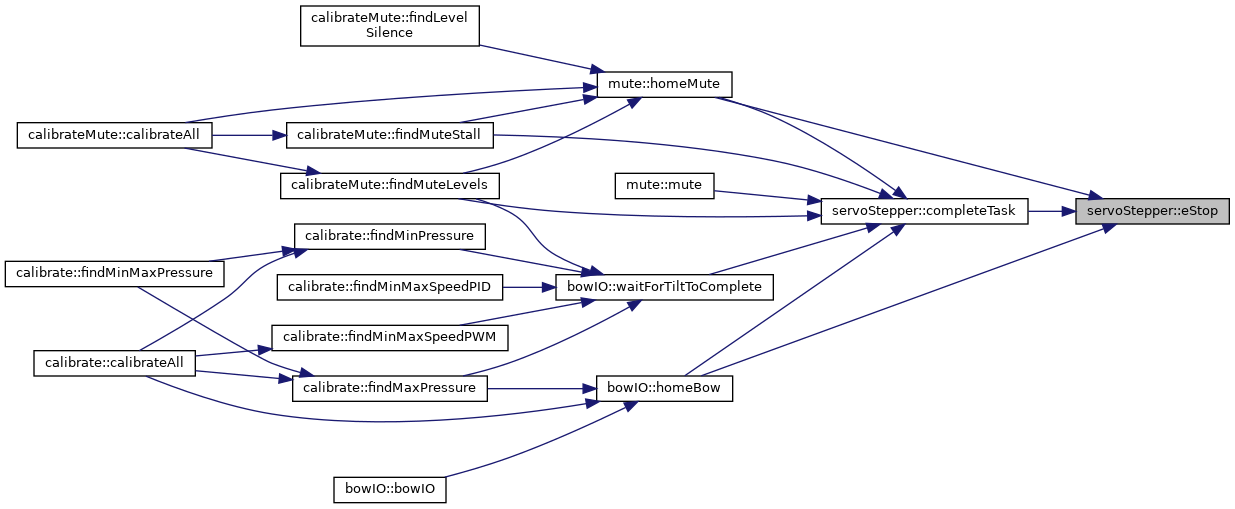 calibrateMute::findLevel
Silence
mute::homeMute
calibrateMute::calibrateAll
calibrateMute::findMuteStall
calibrateMute::findMuteLevels
mute::mute
servoStepper::completeTask
servoStepper::eStop
calibrate::findMinPressure
calibrate::findMinMaxPressure
calibrate::findMinMaxSpeedPID
bowIO::waitForTiltToComplete
calibrate::findMinMaxSpeedPWM
calibrate::calibrateAll
calibrate::findMaxPressure
bowIO::homeBow
bowIO::bowIO